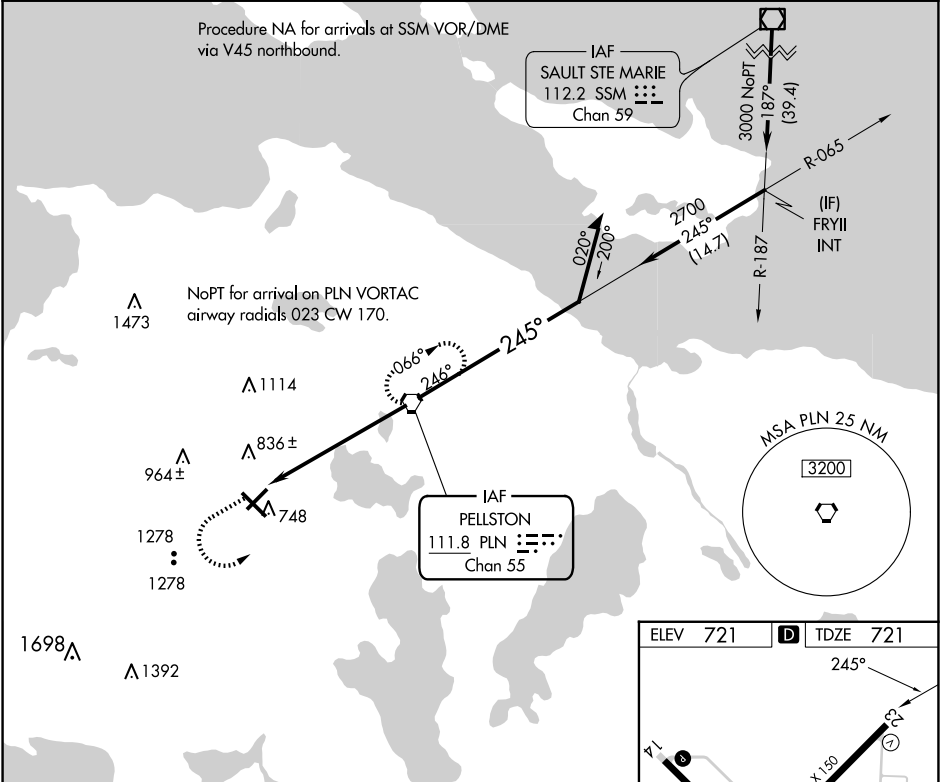 Procedure NA for arrivals at SSM VOR/DME
via V45 northbound.
IAF
SAULT STE MARIE
112.2 SSM
Chan 59
3000 NoPT
187°
(39.4)
R-065
(IF)
FRYII
INT
R-187
2700
245°
(14.7)
020°
200°
NoPT for arrival on PLN VORTAC
airway radials 023 CW 170.
1473
245°
066°
246°
1114
836±
964±
748
1278
1278
1698
1392
IAF
PELLSTON
111.8 PLN
Chan 55
MSA PLN 25 NM
3200
ELEV 721
D
TDZE 721
245°
23
V
14
P
X 150